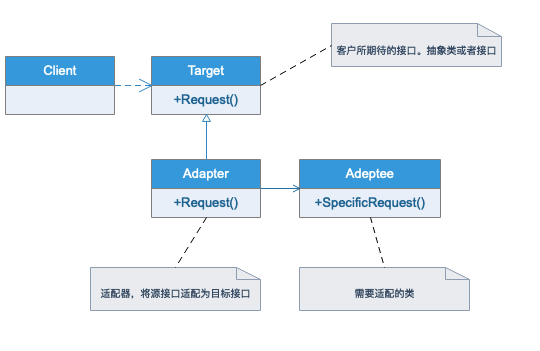 客户所期待的接口。抽象类或者接口
Client
Target
+Request()
Adapter
+Request()
Adeptee
+SpecificRequest()
适配器，将源接口适配为目标接口
需要适配的类